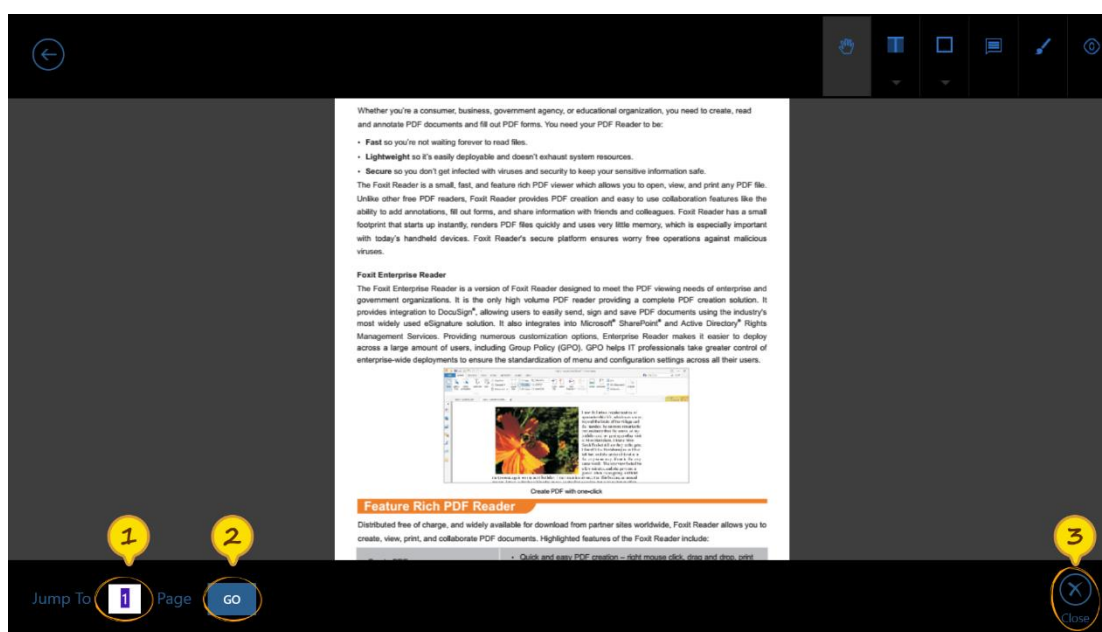 Whether you're a consumer, business, government agency, or educational organization, you need to create, read
and annotate PDF documents and fill out PDF forms. You need your PDF Reader to be:
• Fast so you're not waiting forever to read files.
• Lightweight so it's easily deployable and doesn't exhaust system resources.
• Secure so you don't get infected with viruses and security to keep your sensitive information safe.
The Foxit Reader is a small, fast, and feature rich PDF viewer which allows you to open, view, and print any PDF file.
Unlike other free PDF readers, Foxit Reader provides PDF creation and easy to use collaboration features like the
ability to add annotations, fill out forms, and share information with friends and colleagues. Foxit Reader has a small
footprint that starts up instantly, renders PDF files quickly and uses very little memory, which is especially important
with today's handheld devices. Foxit Reader's secure platform ensures worry free operations against malicious
viruses.
Foxit Enterprise Reader
The Foxit Enterprise Reader is a version of Foxit Reader designed to meet the PDF viewing needs of enterprise and
government organizations. It is the only high volume PDF reader providing a complete PDF creation solution. It
provides integration to DocuSign®, allowing users to easily send, sign and save PDF documents using the industry's
most widely used eSignature solution. It also integrates into Microsoft® SharePoint® and Active Directory® Rights
Management Services. Providing numerous customization options, Enterprise Reader makes it easier to deploy
across a large amount of users, including Group Policy (GPO). GPO helps IT professionals take greater control of
enterprise-wide deployments to ensure the standardization of menu and configuration settings across all their users.
Create PDF with one-click
Feature Rich PDF Reader
Distributed free of charge, and widely available for download from partner sites worldwide, Foxit Reader allows you to
create, view, print, and collaborate PDF documents. Highlighted features of the Foxit Reader include:
• Quick and easy PDF creation – right mouse click, drag and drop, print
1
2
3
Jump To 1 Page GO
Close